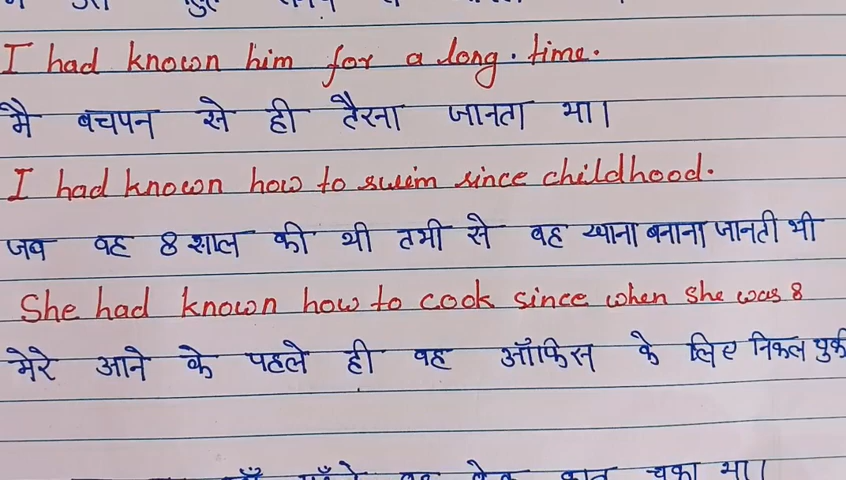 I had known him for a long. time.
मै बचपन से ही तैरना जानता था।
I had known how to swim since childhood.
जब वह 8 शाल की थी तभी से वह खाना बनाना जानती थी
She had known how to cook since when she was 8
मेरे आने के पहले ही वह ऑफिस के लिए निकल चुकी
चुका था।